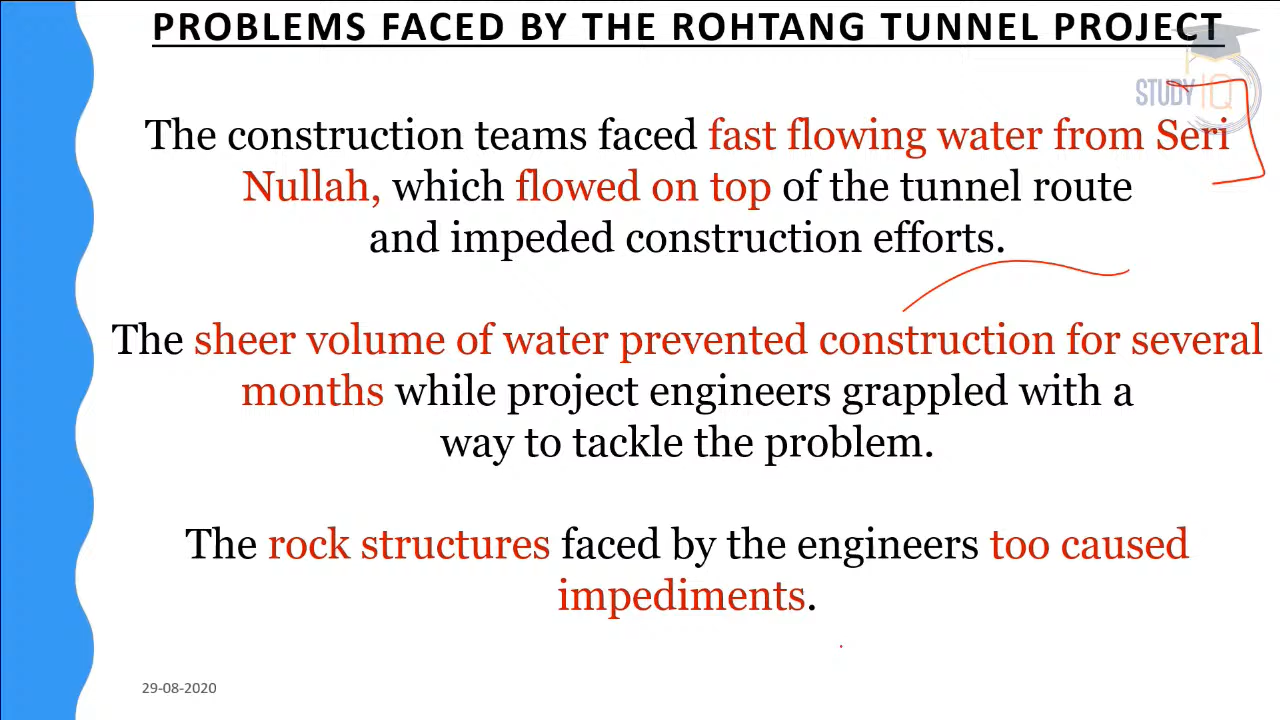 PROBLEMS FACED BY THE ROHTANG TUNNEL PROJECT
STUDY IQ
The construction teams faced fast flowing water from Seri
Nullah, which flowed on top of the tunnel route
and impeded construction efforts.
The sheer volume of water prevented construction for several
months while project engineers grappled with a
way to tackle the problem.
The rock structures faced by the engineers too caused
impediments.
29-08-2020